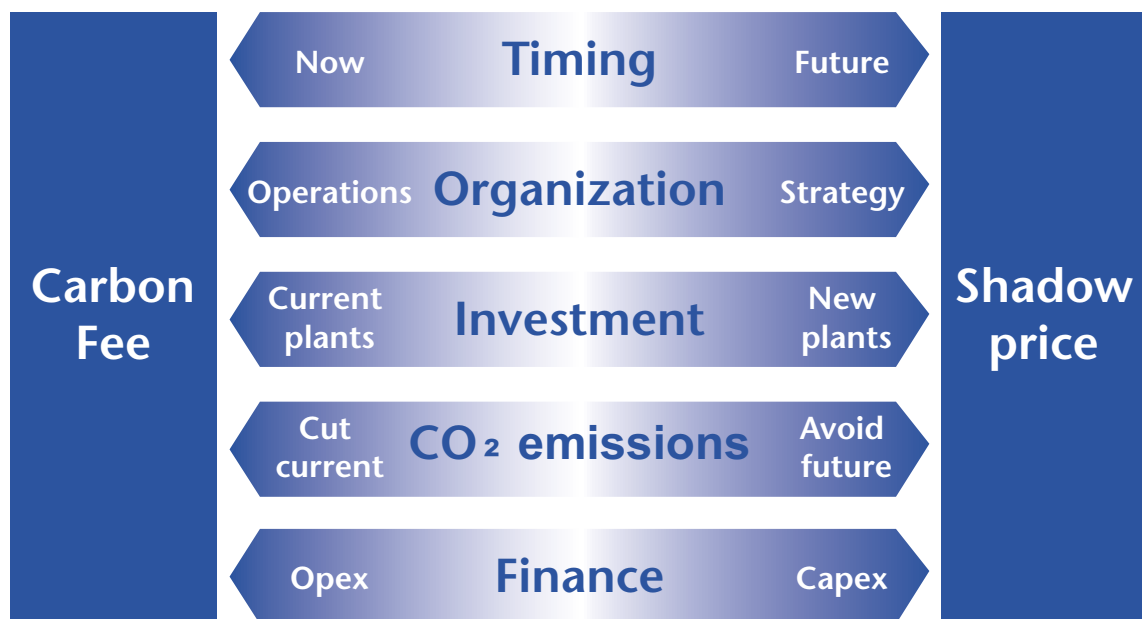 Now Timing Future
Operations Organization Strategy
Carbon
Fee
Current
plants
Investment
New
plants
Shadow
price
Cut
current
CO₂ emissions
Avoid
future
Opex Finance Capex